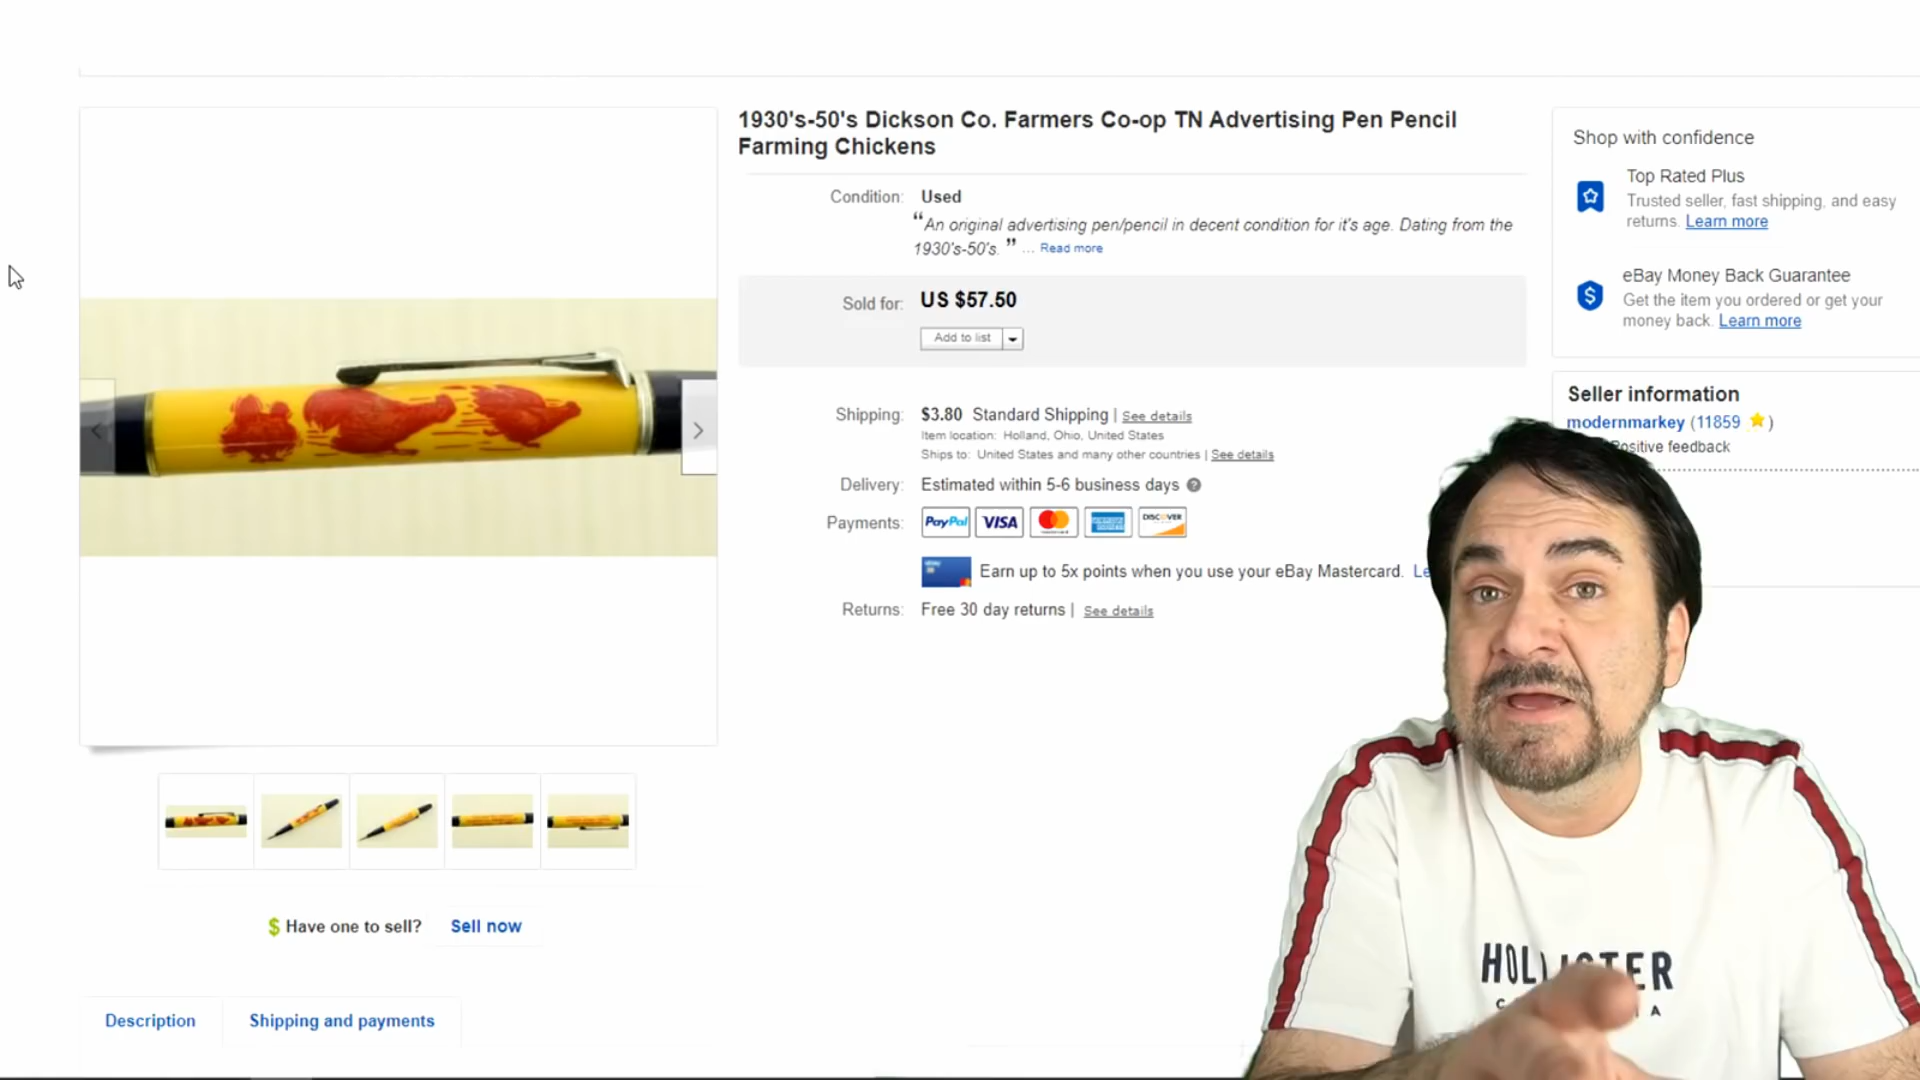 1930's-50's Dickson Co. Farmers Co-op TN Advertising Pen Pencil
Farming Chickens
Condition: Used
“An original advertising pen/pencil in decent condition for it's age. Dating from the
1930's-50's. ” ... Read more
Sold for: US $57.50
Add to list
Shipping: $3.80 Standard Shipping | See details
Item location: Holland, Ohio, United States
Ships to: United States and many other countries | See details
Delivery: Estimated within 5-6 business days ?
Payments: PayPal VISA DISCOVER
Earn up to 5x points when you use your eBay Mastercard. Le
Returns: Free 30 day returns | See details
Shop with confidence
Top Rated Plus
Trusted seller, fast shipping, and easy
returns. Learn more
eBay Money Back Guarantee
Get the item you ordered or get your
money back. Learn more
Seller information
modernmarkey (11859 )
ositive feedback
$ Have one to sell? Sell now
Description
Shipping and payments
HOLLISTER